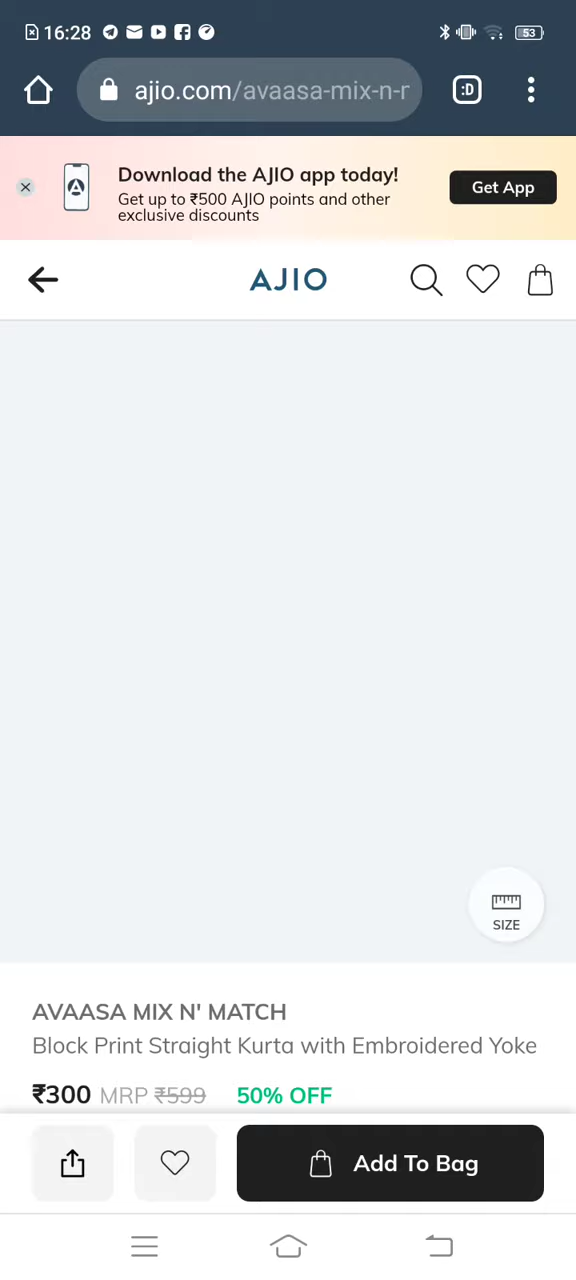 16:28
53
:D
ajio.com/avaasa-mix-n-r
Download the AJIO app today!
Get up to ₹500 AJIO points and other
exclusive discounts
Get App
AJIO
SIZE
AVAASA MIX N' MATCH
Block Print Straight Kurta with Embroidered Yoke
₹300 MRP ₹599 50% OFF
Add To Bag